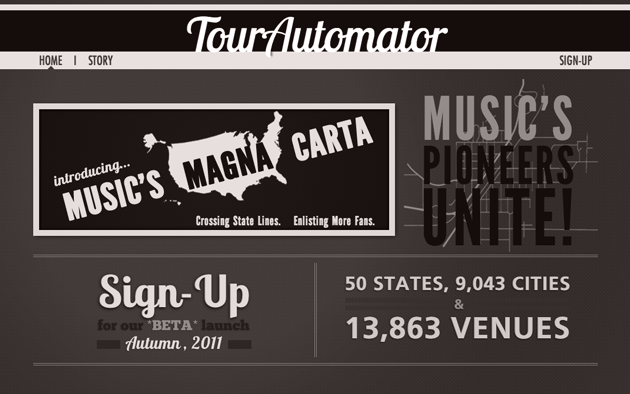 TourAutomator
HOME | STORY
SIGN-UP
introducing...
MUSIC'S MAGNA CARTA
Crossing State Lines. Enlisting More Fans.
MUSIC'S
PIONEERS
UNITE!
Sign-Up
for our *BETA* launch
Autumn, 2011
50 STATES, 9,043 CITIES
&
13,863 VENUES